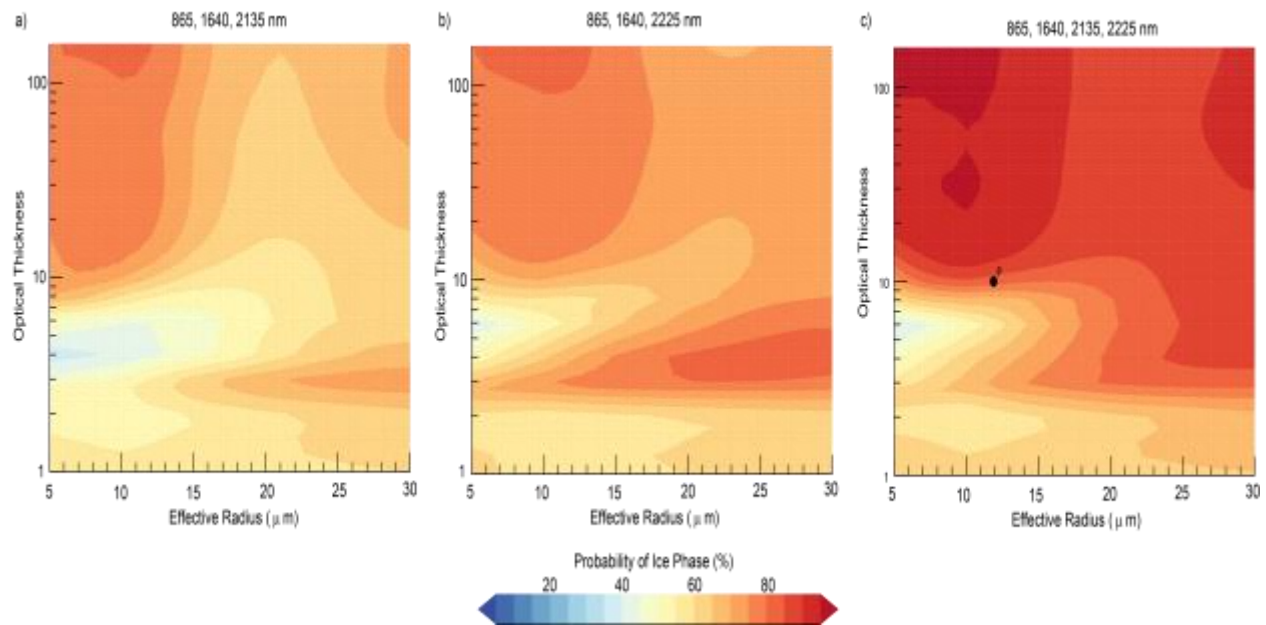 a)
865, 1640, 2135 nm
b)
865, 1640, 2225 nm
c)
865, 1640, 2135, 2225 nm
100
10
1
Optical Thickness
5 10 15 20 25 30
Effective Radius (μm)
100
10
1
Optical Thickness
5 10 15 20 25 30
Effective Radius (μm)
100
10
1
Optical Thickness
5 10 15 20 25 30
Effective Radius (μm)
Probability of Ice Phase (%)
20 40 60 80